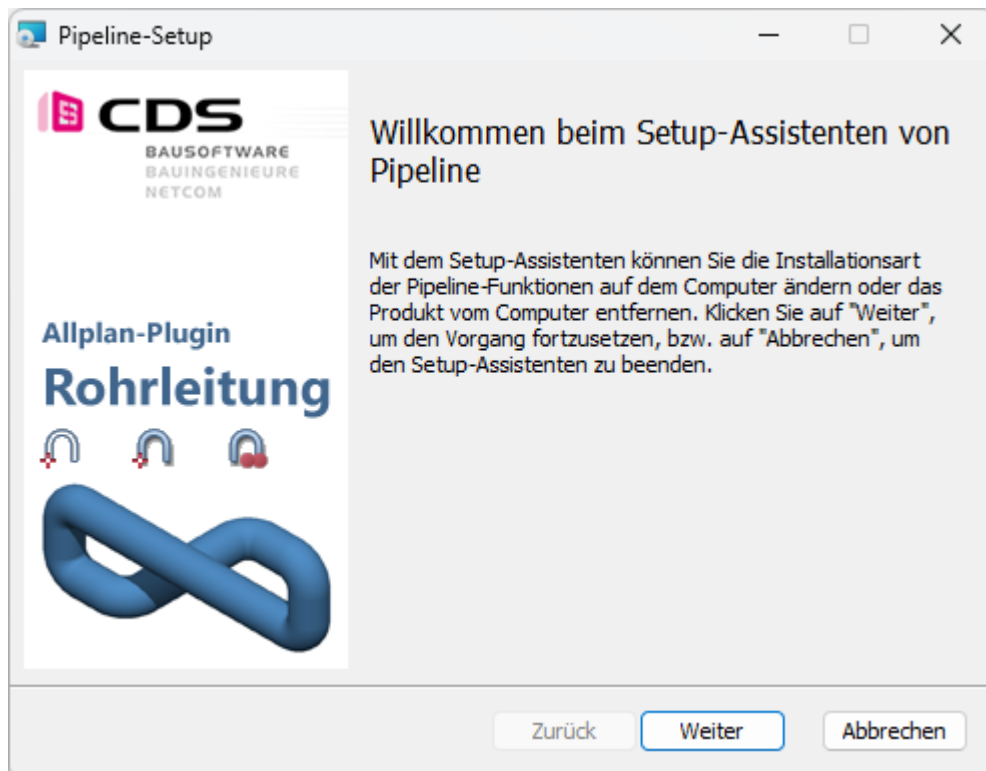 Pipeline-Setup
CDS
BAUSOFTWARE
BAUINGENIEURE
NETCOM
Allplan-Plugin
Rohrleitung
Willkommen beim Setup-Assistenten von
Pipeline
Mit dem Setup-Assistenten können Sie die Installationsart
der Pipeline-Funktionen auf dem Computer ändern oder das
Produkt vom Computer entfernen. Klicken Sie auf "Weiter",
um den Vorgang fortzusetzen, bzw. auf "Abbrechen", um
den Setup-Assistenten zu beenden.
Zurück Weiter Abbrechen